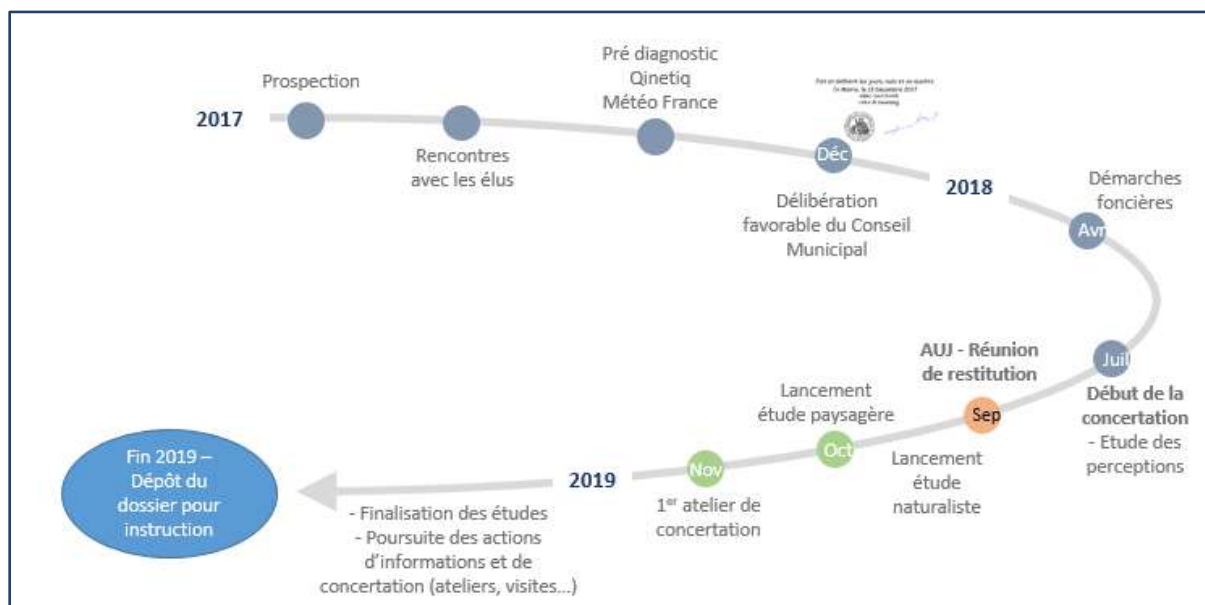 Prospection
2017
Rencontres
avec les élus
Pré diagnostic
Qinetiq
Météo France
Déc
Délibération
favorable du Conseil
Municipal
2018
Démarches
foncières
Avr
Juil
Début de la
concertation
- Etude des
perceptions
AUJ - Réunion
de restitution
Sep
Lancement
étude
naturaliste
Lancement
étude paysagère
Oct
Nov
1er atelier de
concertation
2019
- Finalisation des études
- Poursuite des actions
d'informations et de
concertation (ateliers, visites...)
Fin 2019 –
Dépôt du
dossier pour
instruction